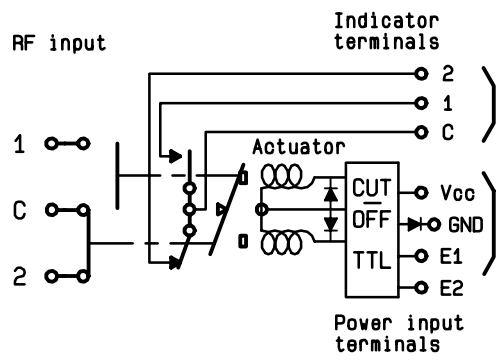 Indicator
terminals
RF input
2
1
C
Actuator
1
C
2
CUT
OFF
TTL
Vcc
GND
E1
E2
Power input
terminals